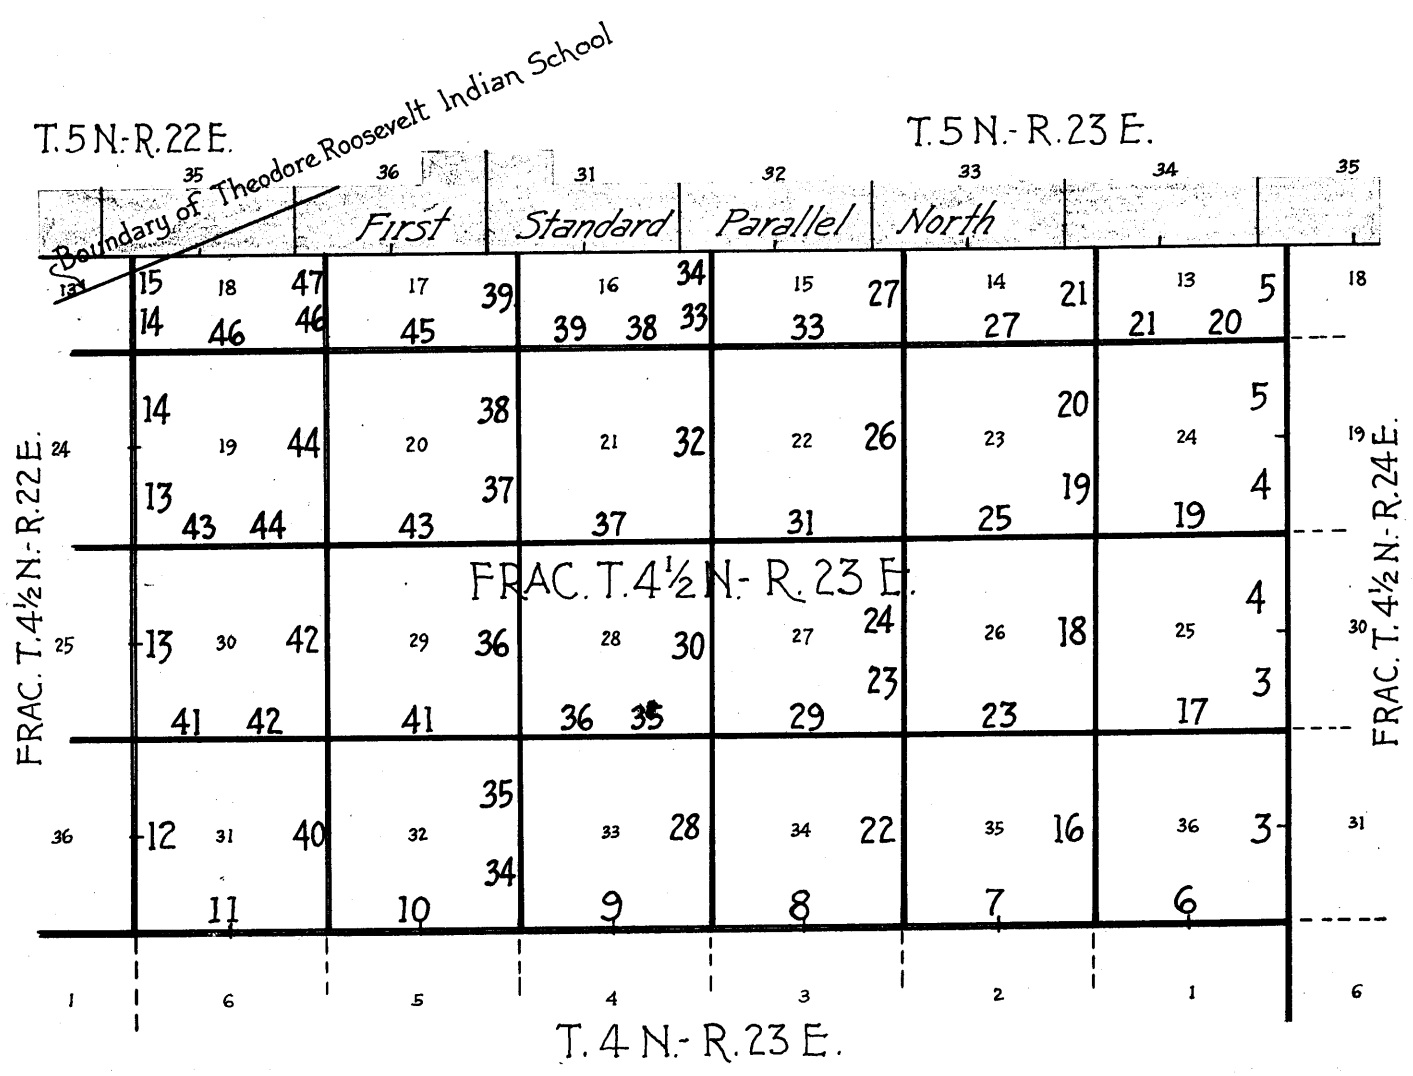 Boundary of Theodore Roosevelt Indian School
T. 5 N.- R. 22 E.
T. 5 N.- R. 23 E.
35 36 31 32 33 34 35
First Standard Parallel North
13 15 18 47 17 39 16 34 15 27 14 21 13 5 18
14 46 46 45 39 38 33 33 27 21 20
14 38 20 5
24 19 44 20 21 32 22 26 23 24 19
13 37 19 4
43 44 43 37 31 25 19
FRAC. T. 4½ N.- R. 22 E.
FRAC. T. 4½ N.- R. 23 E.
FRAC. T. 4½ N.- R. 24 E.
24 4
25 13 30 42 29 36 28 30 27 26 18 25 30
23 3
41 42 41 36 35 29 23 17
35
36 12 31 40 32 33 28 34 22 35 16 36 3 31
34
11 10 9 8 7 6
1 6 5 4 3 2 1 6
T. 4 N.- R. 23 E.